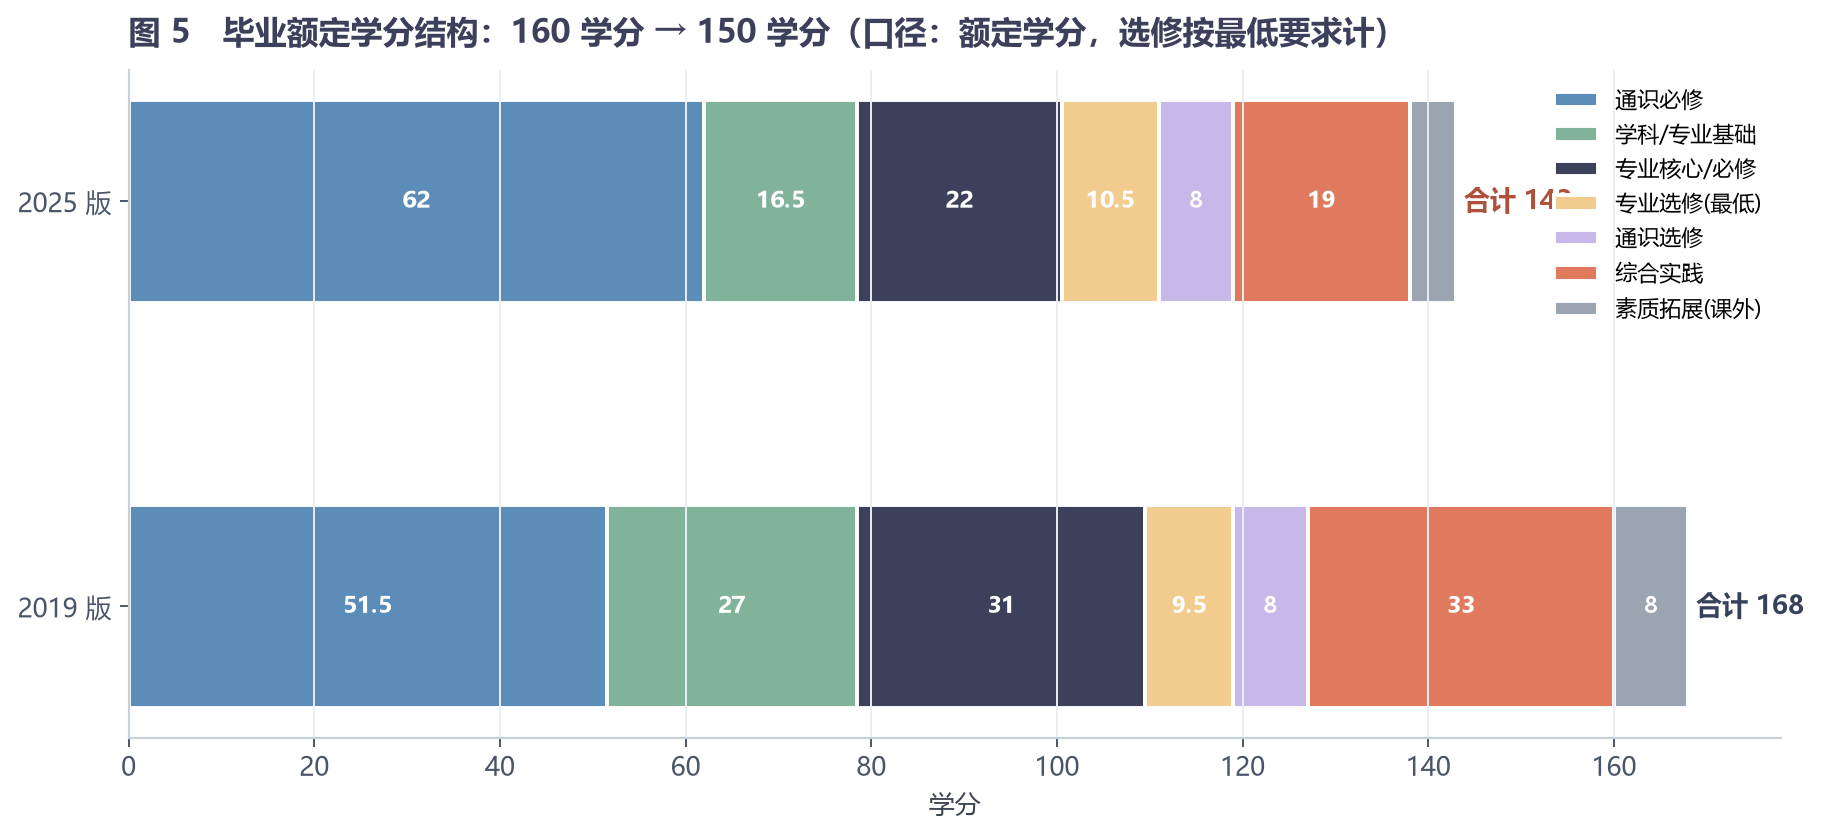 图 5　毕业额定学分结构：160 学分 → 150 学分（口径：额定学分，选修按最低要求计）
通识必修
学科/专业基础
专业核心/必修
专业选修(最低)
通识选修
综合实践
素质拓展(课外)
2025 版
62
16.5
22
10.5
8
19
合计
2019 版
51.5
27
31
9.5
8
33
8
合计 168
0
20
40
60
80
100
120
140
160
学分